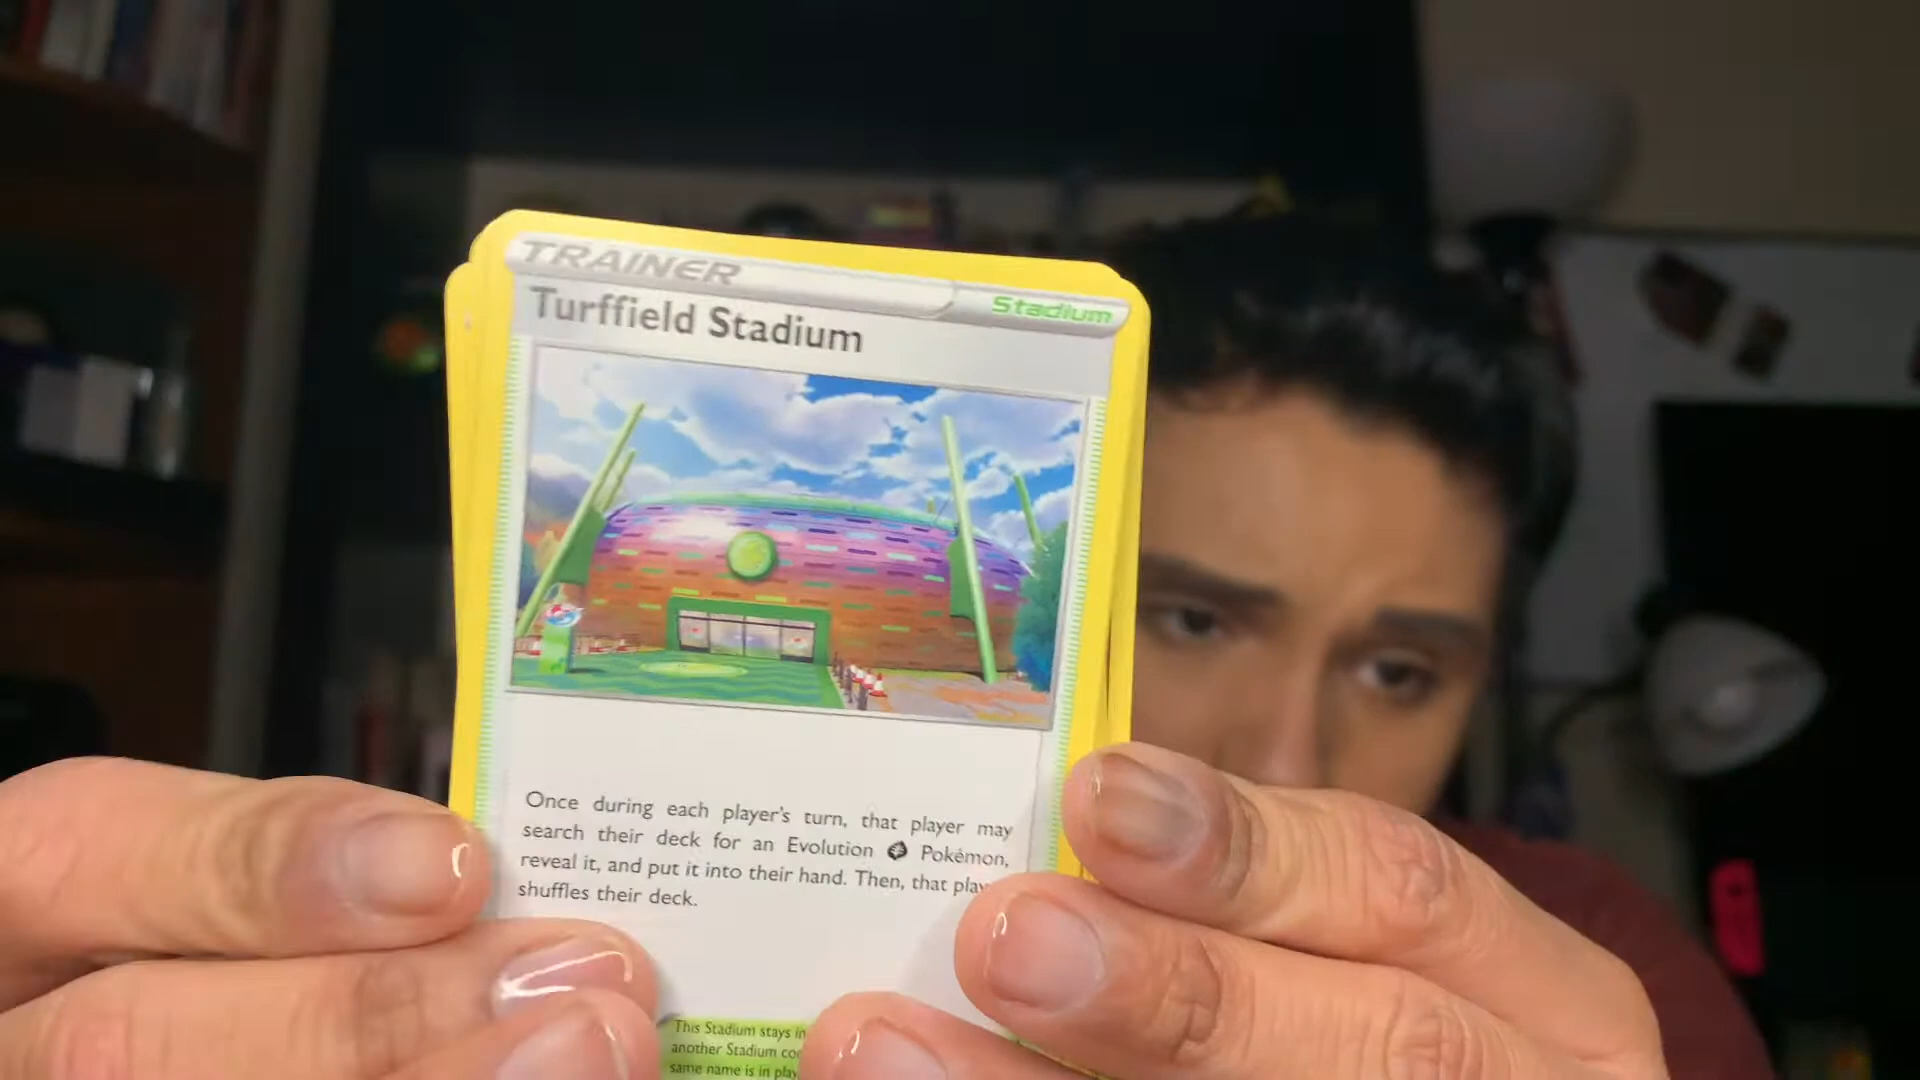 TRAINER
Stadium
Turffield Stadium
Once during each player's turn, that player may
search their deck for an Evolution Pokémon,
reveal it, and put it into their hand. Then, that
shuffles their deck.
This Stadium stays in
another Stadium
same name is in play